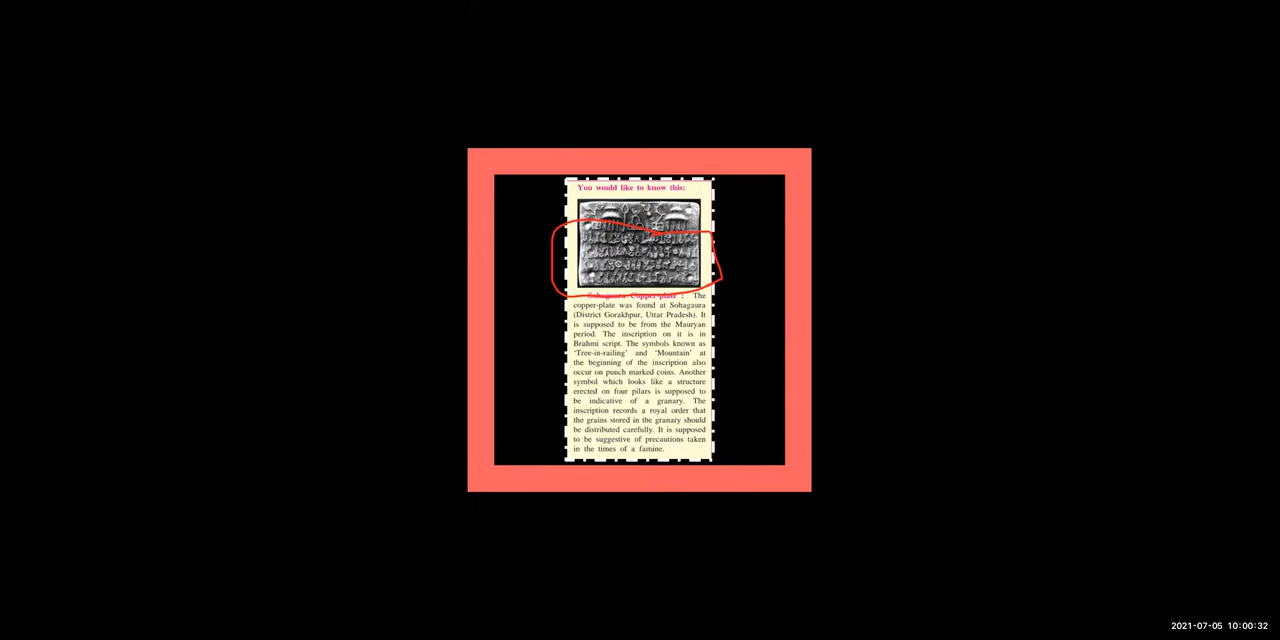 You would like to know this:
Sohagaura Copper-plate : The
copper-plate was found at Sohagaura
(District Gorakhpur, Uttar Pradesh). It
is supposed to be from the Mauryan
period. The inscription on it is in
Brahmi script. The symbols known as
'Tree-in-railing' and 'Mountain' at
the beginning of the inscription also
occur on punch marked coins. Another
symbol which looks like a structure
erected on four pilars is supposed to
be indicative of a granary. The
inscription records a royal order that
the grains stored in the granary should
be distributed carefully. It is supposed
to be suggestive of precautions taken
in the times of a famine.
2021-07-05 10:00:32